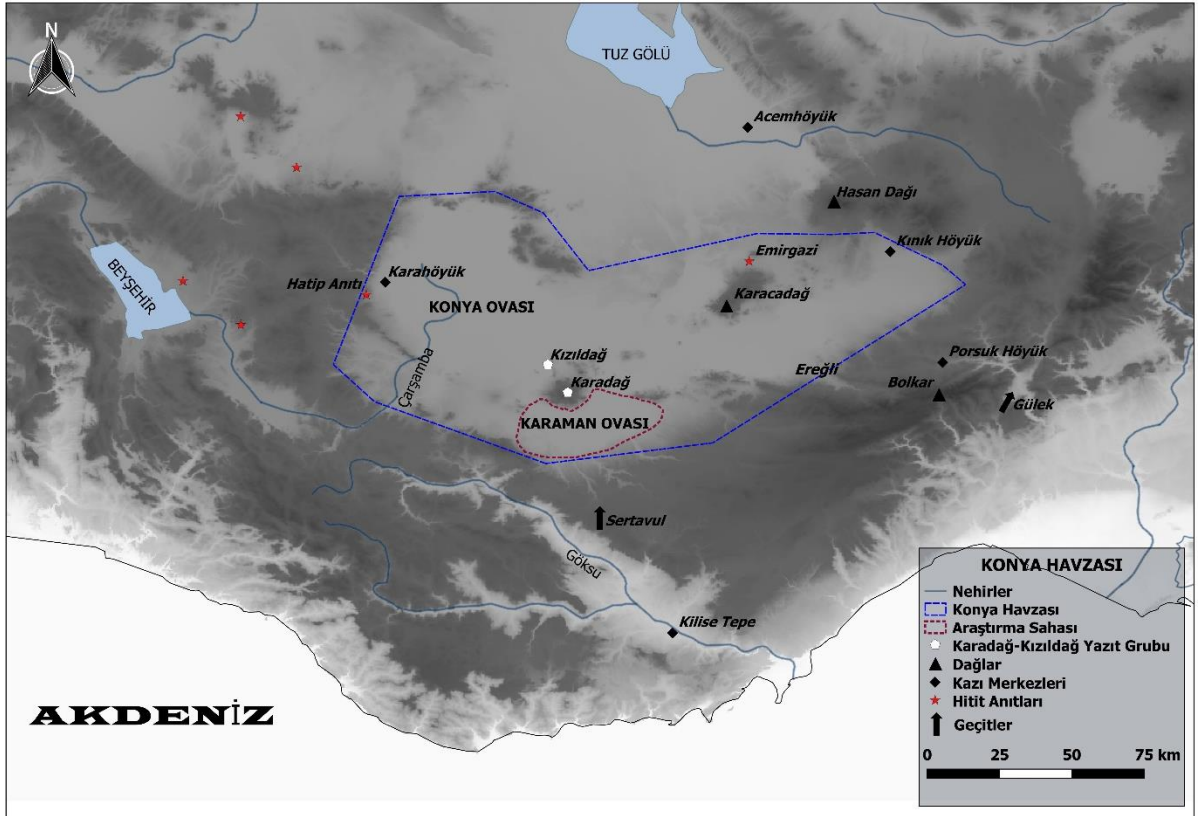 N
TUZ GÖLÜ
Acemhöyük
Hasan Dağı
Kınık Höyük
Emirgazi
BEYŞEHİR
Hatip Anıtı
Karahöyük
KONYA OVASI
Karacadağ
Çarşamba
Kızıldağ
Karadağ
Ereğli
Porsuk Höyük
Bolkar
Gülek
KARAMAN OVASI
Sertavul
Göksu
Kilise Tepe
AKDENİZ
KONYA HAVZASI
Nehirler
Konya Havzası
Araştırma Sahası
Karadağ-Kızıldağ Yazıt Grubu
Dağlar
Kazı Merkezleri
Hitit Anıtları
Geçitler
0 25 50 75 km